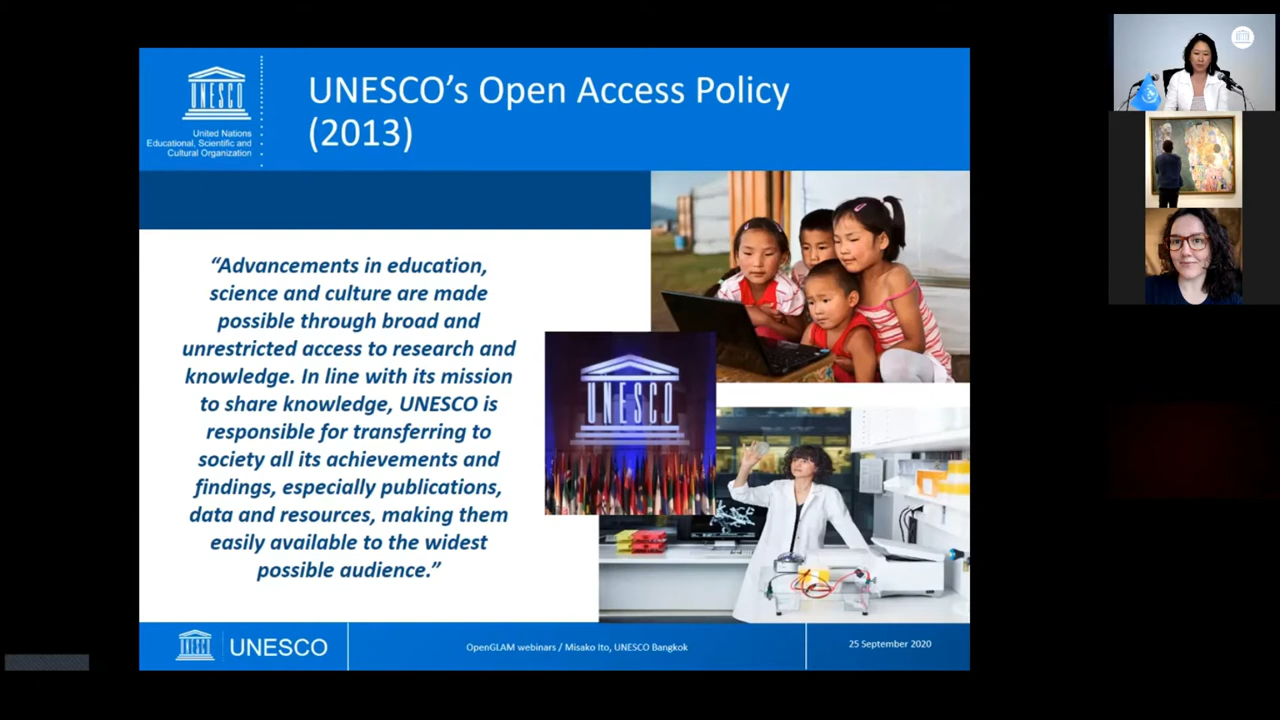 UNESCO
United Nations
Educational, Scientific and
Cultural Organization
UNESCO's Open Access Policy
(2013)
“Advancements in education,
science and culture are made
possible through broad and
unrestricted access to research and
knowledge. In line with its mission
to share knowledge, UNESCO is
responsible for transferring to
society all its achievements and
findings, especially publications,
data and resources, making them
easily available to the widest
possible audience.”
UNESCO
UNESCO
OpenGLAM webinars / Misako Ito, UNESCO Bangkok
25 September 2020